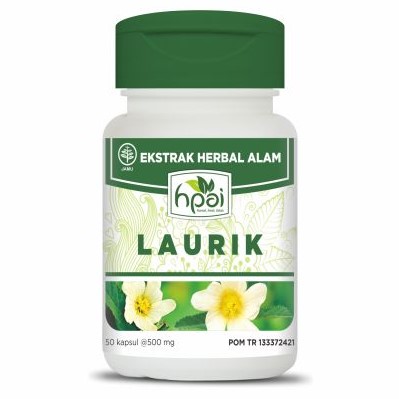 EKSTRAK HERBAL ALAM
JAMU
hpai
LAURIK
50 kapsul @500 mg
POM TR 133372421